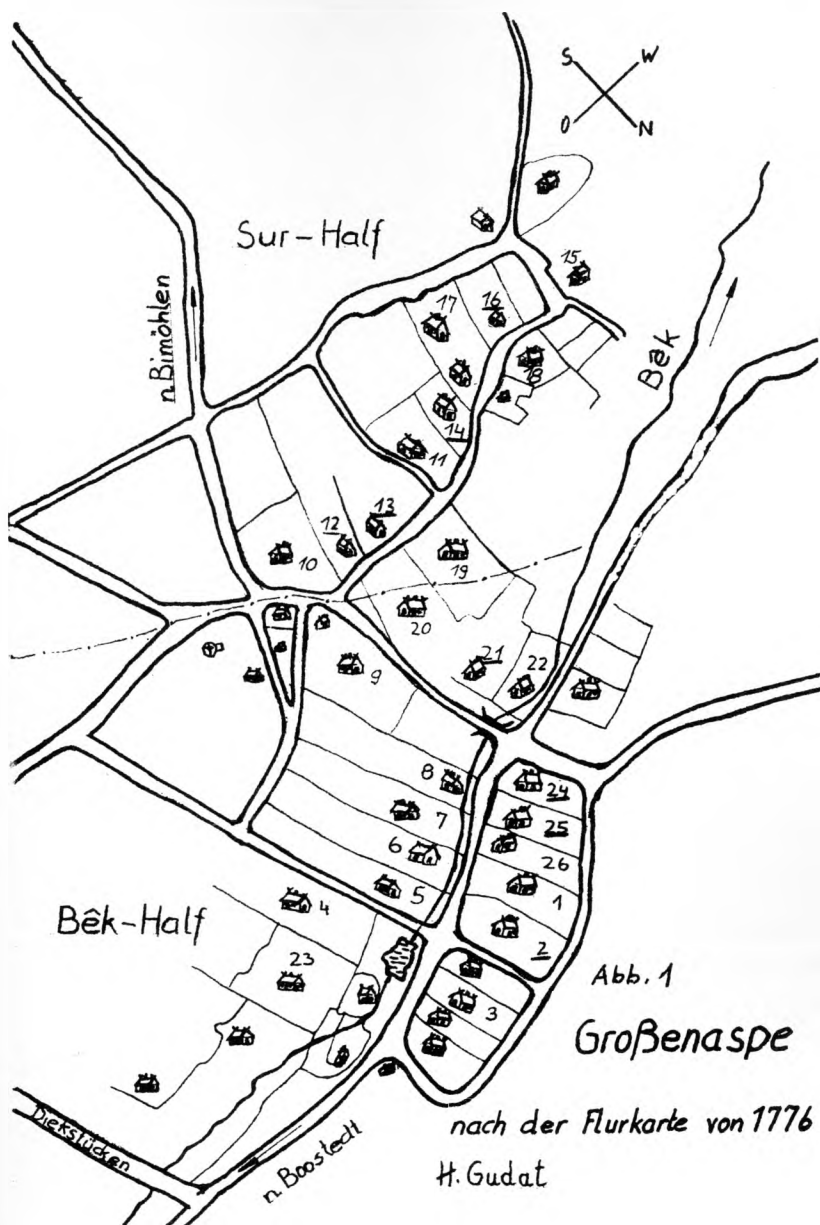 S W
O N
Sur-Half
n. Bimöhlen
15
17
16
18
Bêk
14
11
13
12
10
19
20
21
22
9
8
24
7
25
6
26
5
1
4
2
Bêk-Half
23
3
Abb. 1
Großenaspe
nach der Flurkarte von 1776
H. Gudat
Diekstücken
n. Boostedt